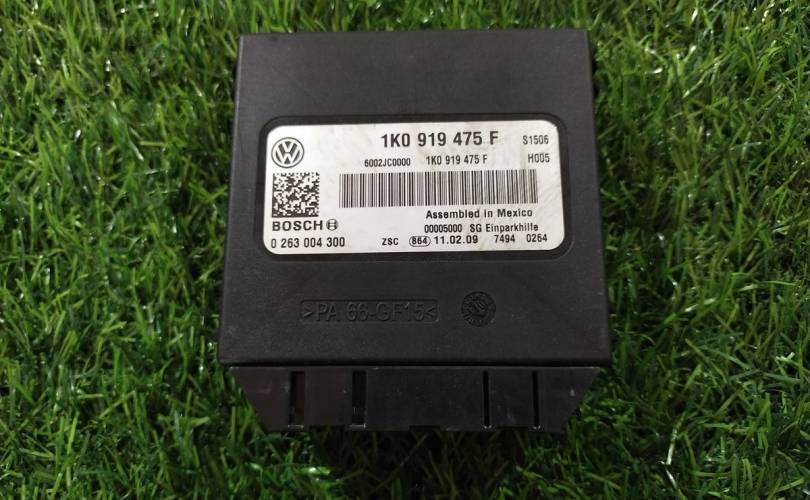 1K0 919 475 F S1506
6002JC0000 1K0 919 475 F H005
Assembled in Mexico
BOSCH 00005000 SG Einparkhilfe
0 263 004 300 ZSC 864 11.02.09 7494 0264
>PA 66-GF15<